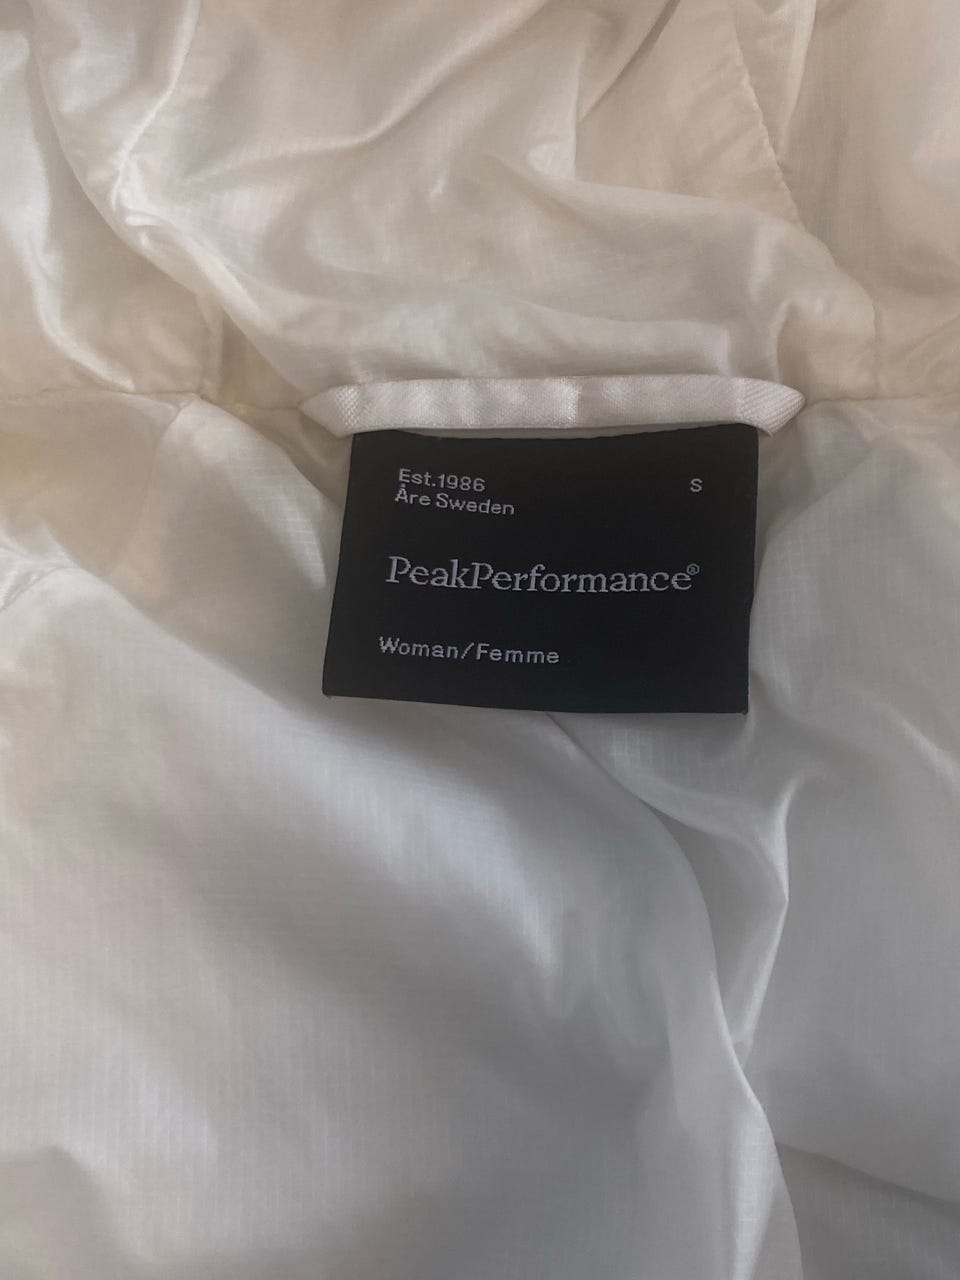 Est.1986
S
Åre Sweden
PeakPerformance®
Woman/Femme